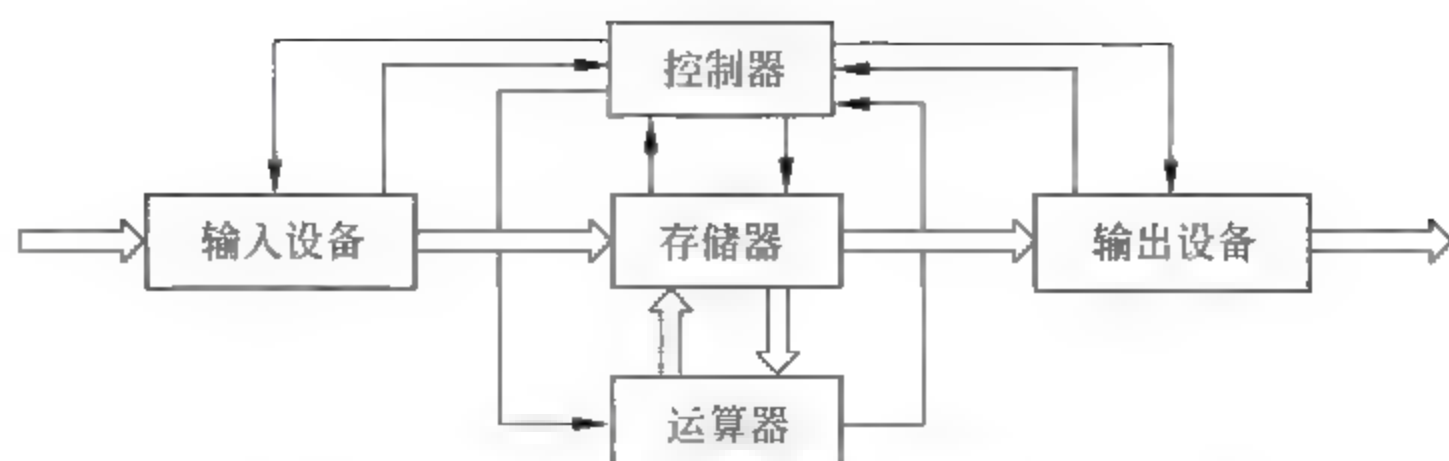 控制器
输入设备
存储器
输出设备
运算器